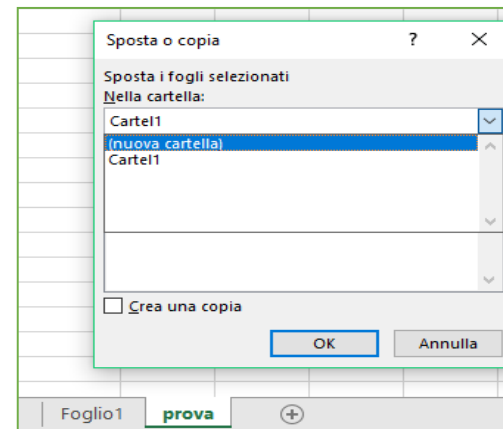 Sposta o copia ? ×
Sposta i fogli selezionati
Nella cartella:
Cartel1
(nuova cartella)
Cartel1
Crea una copia
OK Annulla
Foglio1 prova +